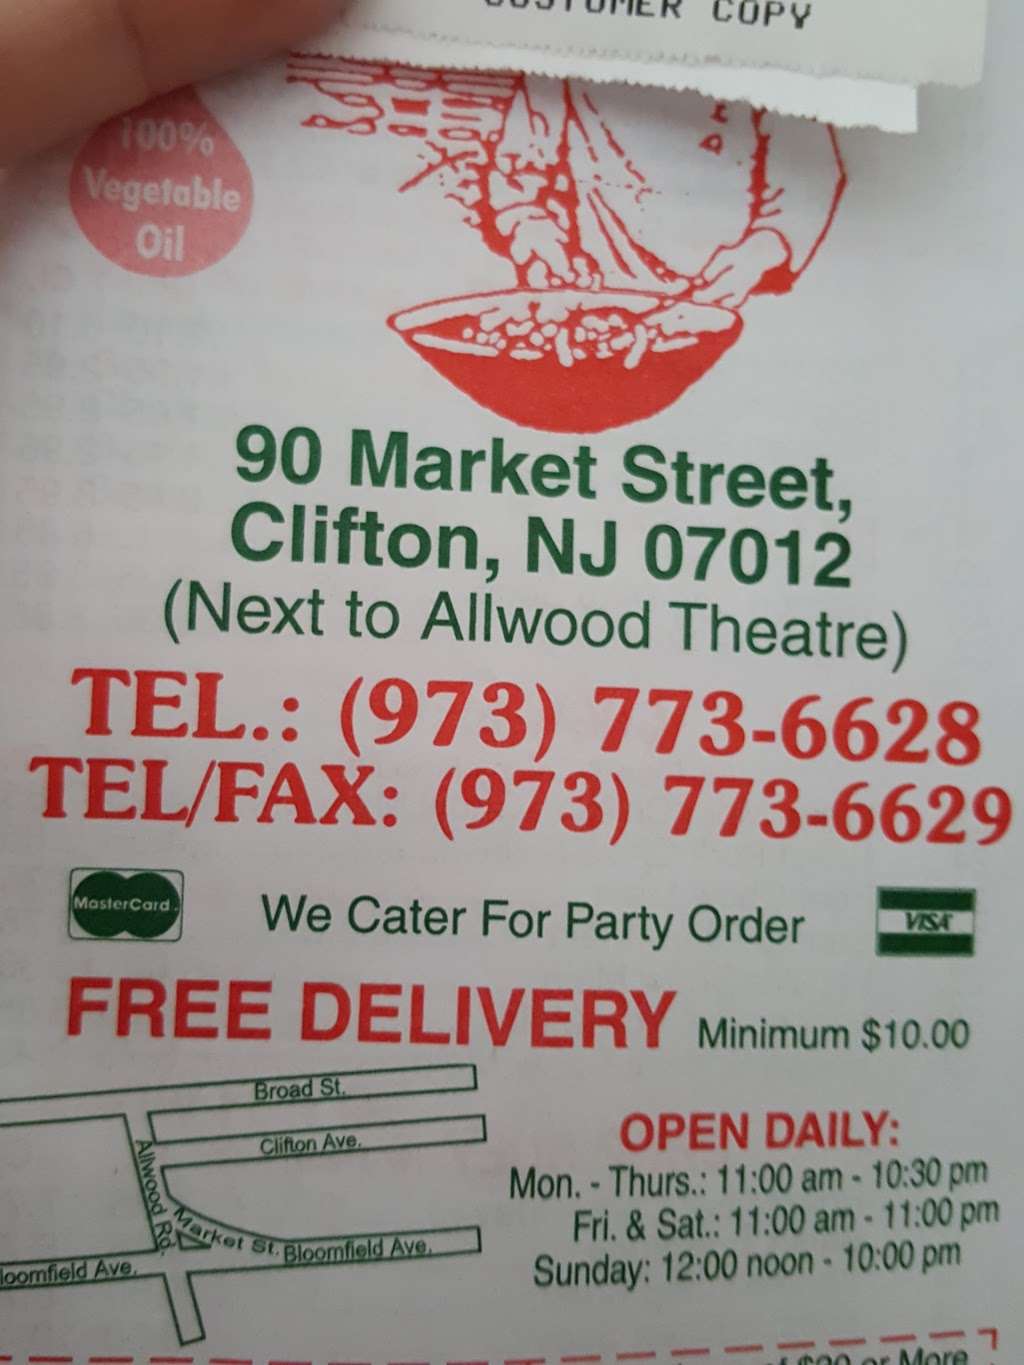 CUSTOMER COPY
100%
Vegetable
Oil
90 Market Street,
Clifton, NJ 07012
(Next to Allwood Theatre)
TEL.: (973) 773-6628
TEL/FAX: (973) 773-6629
MasterCard.
We Cater For Party Order
VISA
FREE DELIVERY Minimum $10.00
Broad St.
Clifton Ave.
Allwood Rd.
Market St.
Bloomfield Ave.
loomfield Ave.
OPEN DAILY:
Mon. - Thurs.: 11:00 am - 10:30 pm
Fri. & Sat.: 11:00 am - 11:00 pm
Sunday: 12:00 noon - 10:00 pm
or More